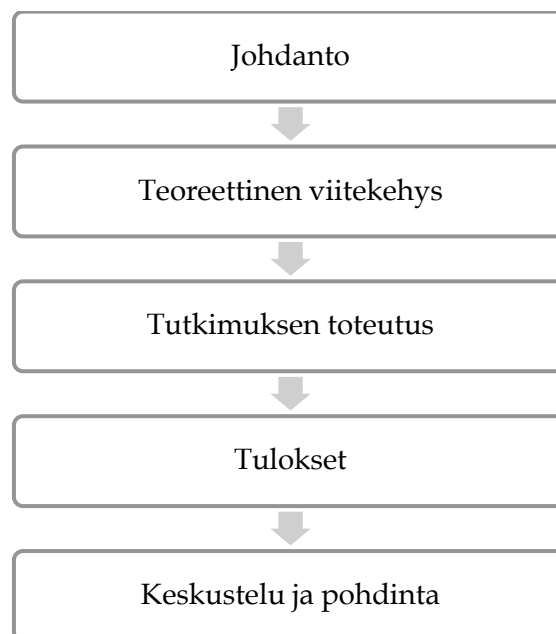 Johdanto
Teoreettinen viitekehys
Tutkimuksen toteutus
Tulokset
Keskustelu ja pohdinta